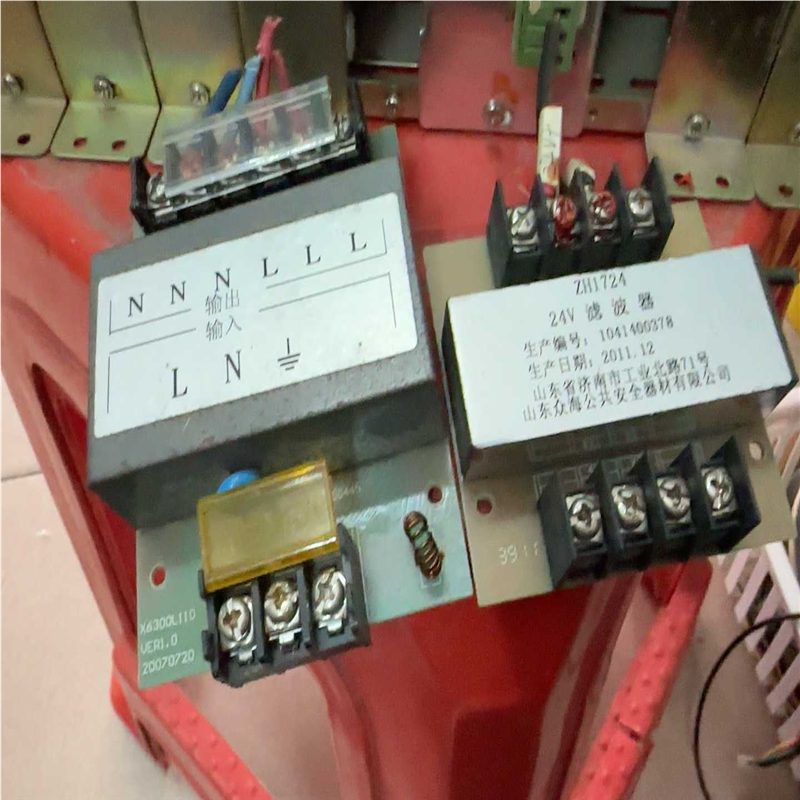 N N N L L L
输出
输入
L N
X6300L110
VER1.0
20070720
ZH1724
24V 滤波器
生产编号: 1041400378
生产日期: 2011.12
山东省济南市工业北路71号
山东众海公共安全器材有限公司
3911